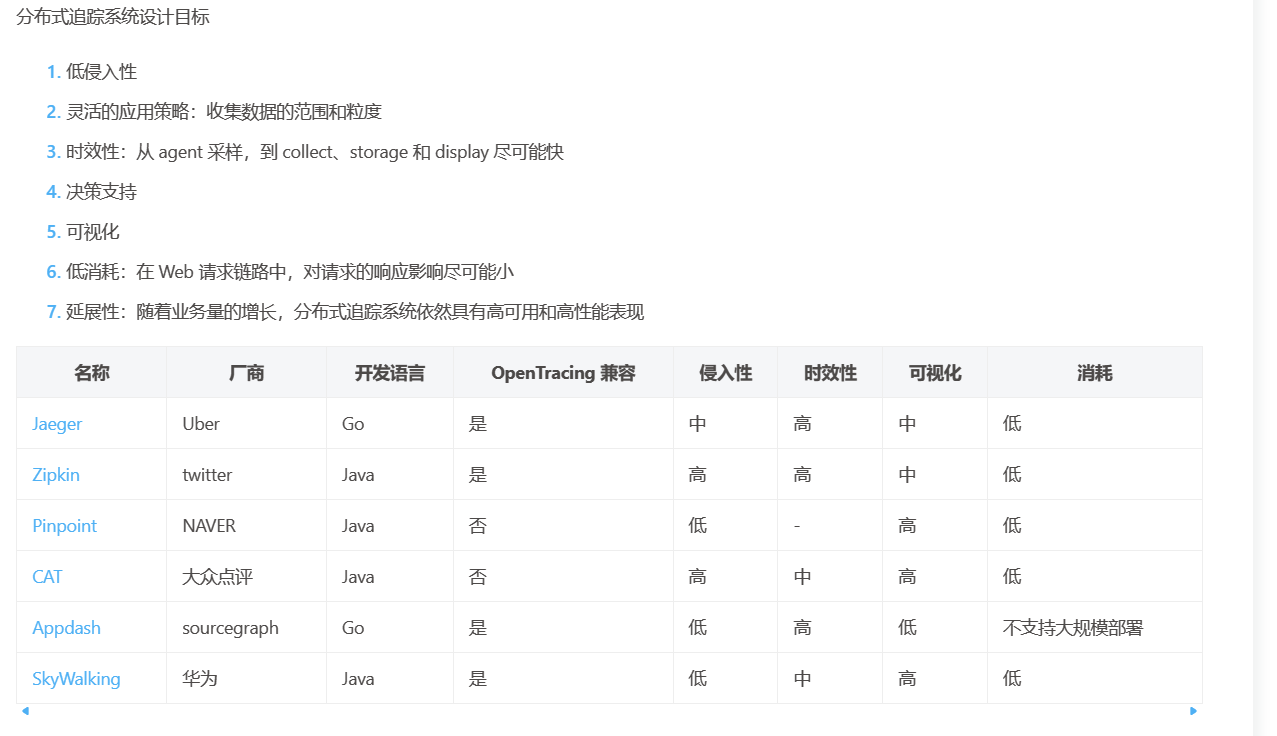 分布式追踪系统设计目标
1. 低侵入性
2. 灵活的应用策略：收集数据的范围和粒度
3. 时效性：从 agent 采样，到 collect、storage 和 display 尽可能快
4. 决策支持
5. 可视化
6. 低消耗：在 Web 请求链路中，对请求的响应影响尽可能小
7. 延展性：随着业务量的增长，分布式追踪系统依然具有高可用和高性能表现
名称 厂商 开发语言 OpenTracing 兼容 侵入性 时效性 可视化 消耗
Jaeger Uber Go 是 中 高 中 低
Zipkin twitter Java 是 高 高 中 低
Pinpoint NAVER Java 否 低 - 高 低
CAT 大众点评 Java 否 高 中 高 低
Appdash sourcegraph Go 是 低 高 低 不支持大规模部署
SkyWalking 华为 Java 是 低 中 高 低